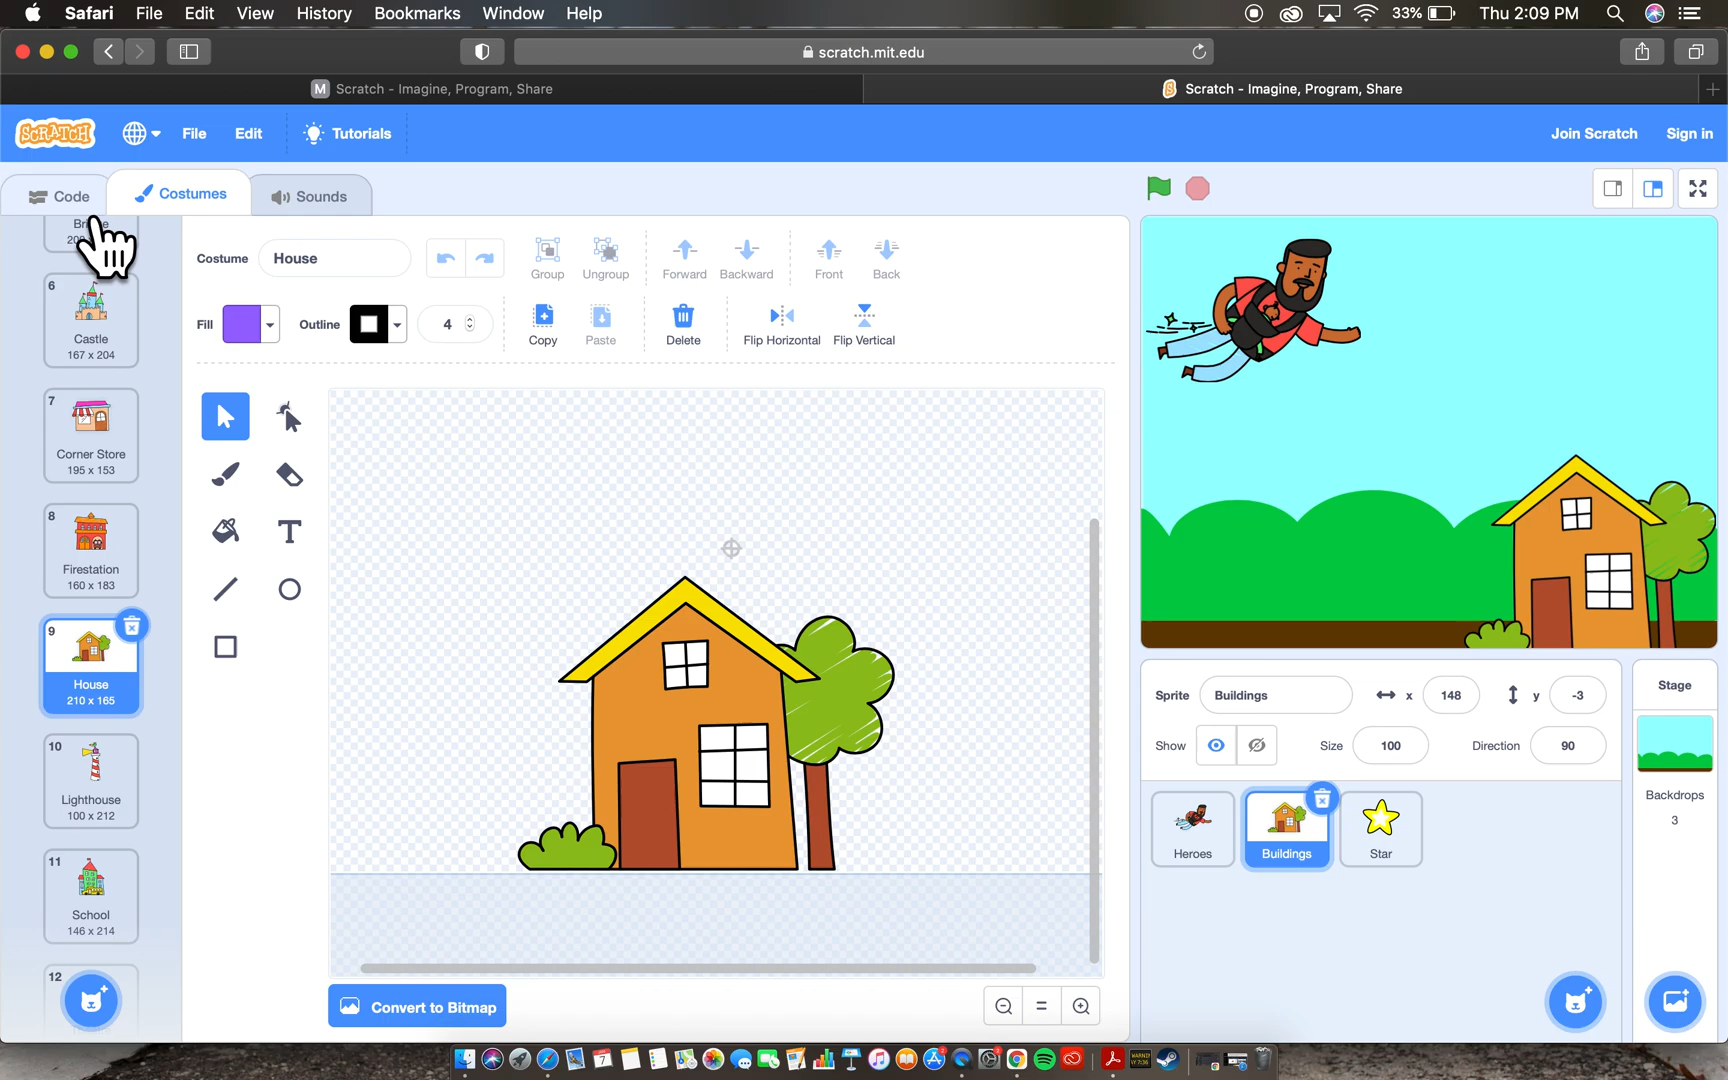 Safari File Edit View History Bookmarks Window Help 33% Thu 2:09 PM
scratch.mit.edu
M Scratch - Imagine, Program, Share
S Scratch - Imagine, Program, Share
SCRATCH File Edit Tutorials Join Scratch Sign in
Code Costumes Sounds
6
Castle
167 x 204
7
Corner Store
195 x 153
8
Firestation
160 x 183
9
House
210 x 165
10
Lighthouse
100 x 212
11
School
146 x 214
12
Costume House
Group Ungroup Forward Backward Front Back
Fill Outline 4
Copy Paste Delete Flip Horizontal Flip Vertical
T
Convert to Bitmap
Sprite Buildings x 148 y -3
Show Size 100 Direction 90
Heroes Buildings Star
Stage
Backdrops
3